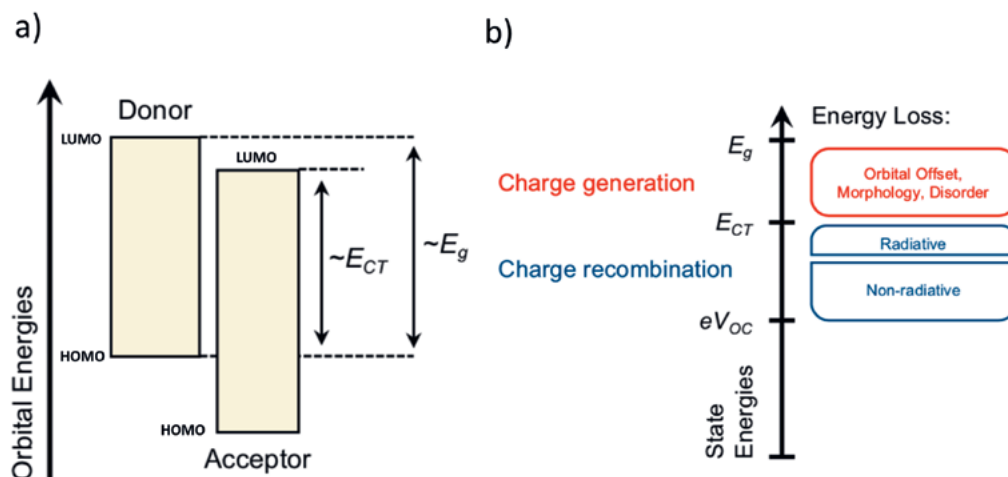 a)
Orbital Energies
Donor
LUMO
LUMO
~E_CT
~E_g
HOMO
HOMO
Acceptor
b)
Energy Loss:
E_g
Charge generation
Orbital Offset,
Morphology, Disorder
E_CT
Radiative
Charge recombination
Non-radiative
eV_OC
State
Energies